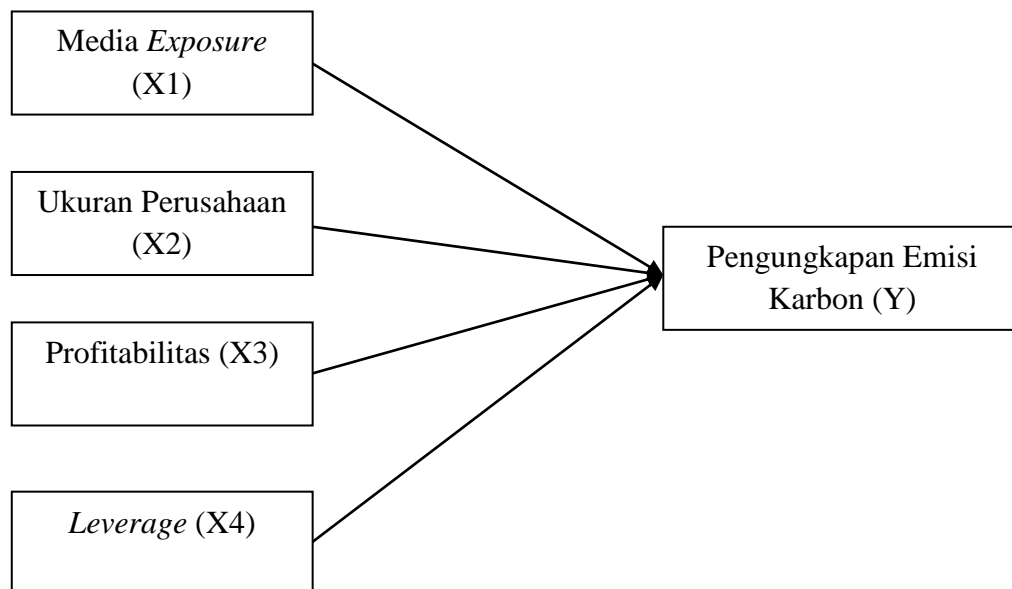 Media Exposure
(X1)
Ukuran Perusahaan
(X2)
Profitabilitas (X3)
Leverage (X4)
Pengungkapan Emisi
Karbon (Y)